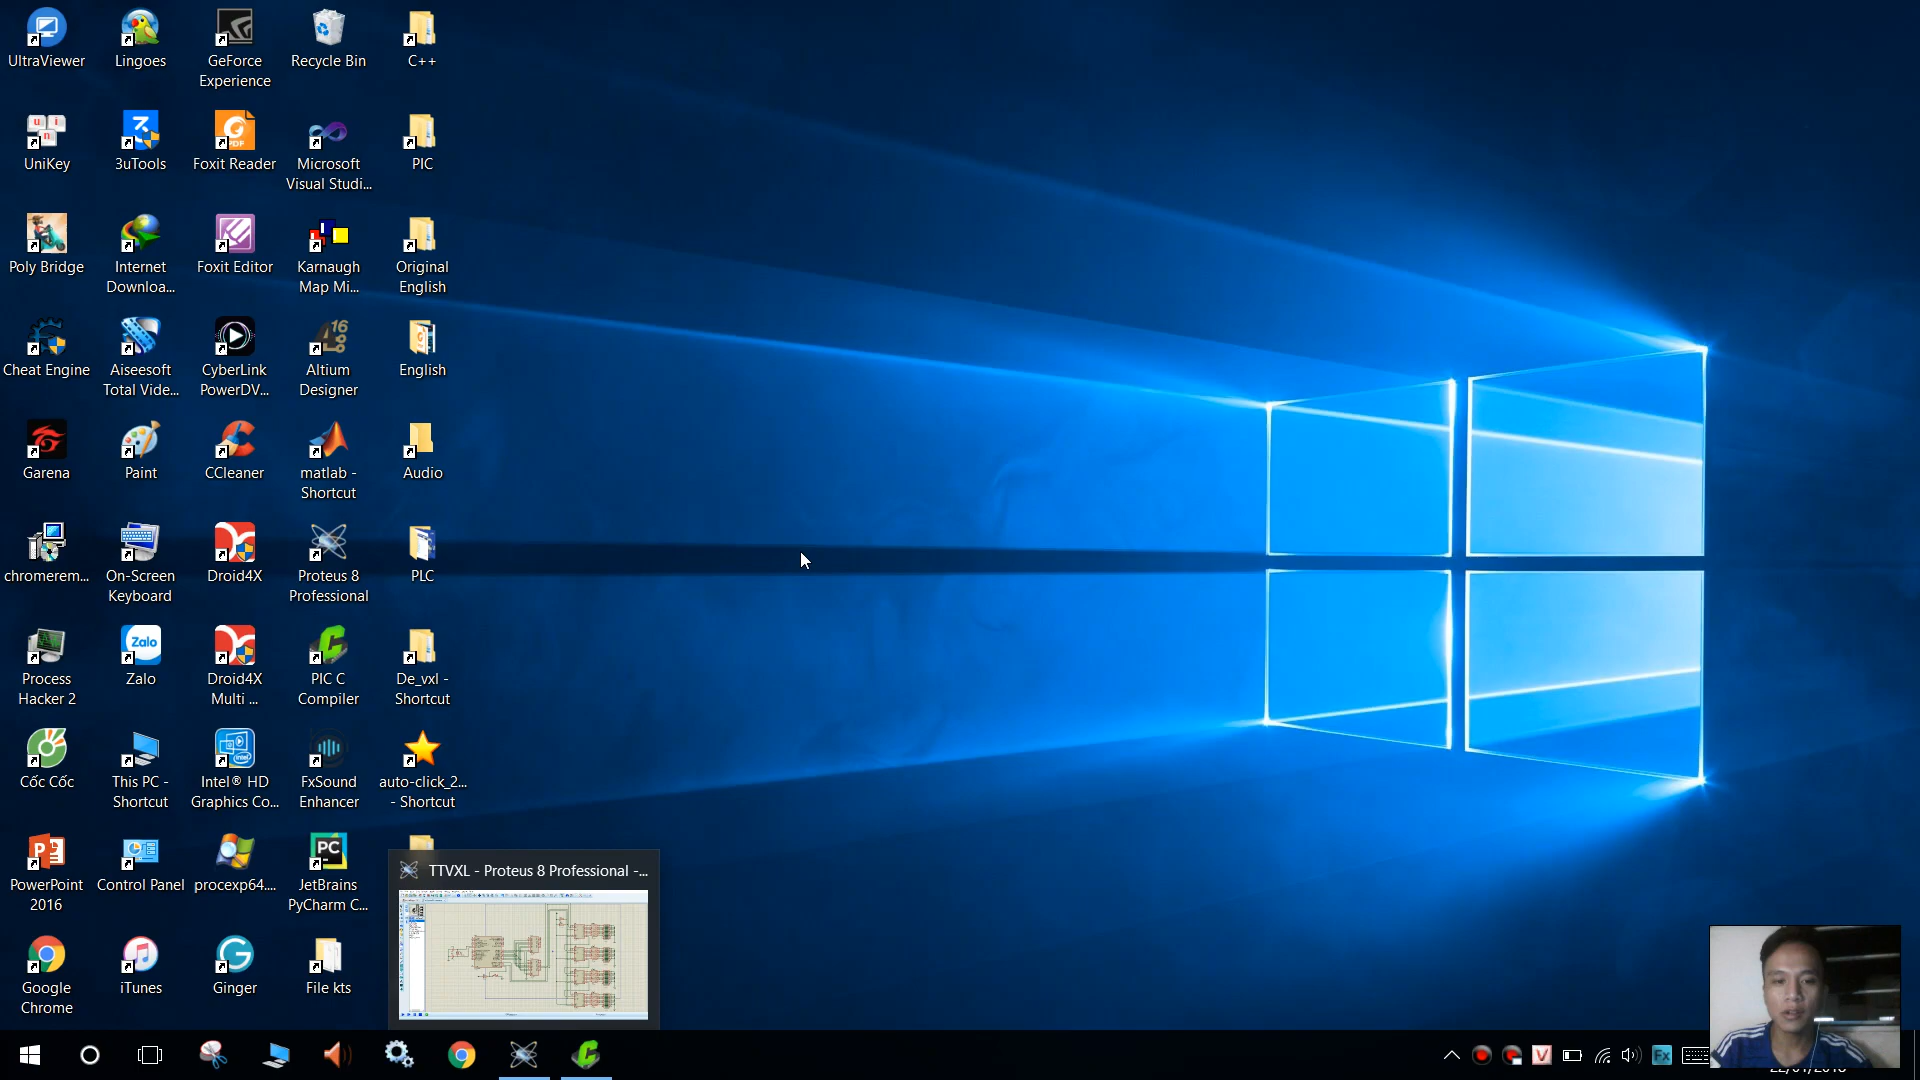 UltraViewer
Lingoes
GeForce
Experience
Recycle Bin
C++
UniKey
3uTools
Foxit Reader
Microsoft
Visual Studi...
PIC
Poly Bridge
Internet
Downloa...
Foxit Editor
Karnaugh
Map Mi...
Original
English
Cheat Engine
Aiseesoft
Total Vide...
CyberLink
PowerDV...
Altium
Designer
English
Garena
Paint
CCleaner
matlab -
Shortcut
Audio
chromerem...
On-Screen
Keyboard
Droid4X
Proteus 8
Professional
PLC
Process
Hacker 2
Zalo
Zalo
Droid4X
Multi ...
PIC C
Compiler
De_vxl -
Shortcut
Cốc Cốc
This PC -
Shortcut
Intel® HD
Graphics Co...
FxSound
Enhancer
auto-click_2...
- Shortcut
PowerPoint
2016
Control Panel
procexp64....
JetBrains
PyCharm C...
TTVXL - Proteus 8 Professional -...
Google
Chrome
iTunes
Ginger
File kts